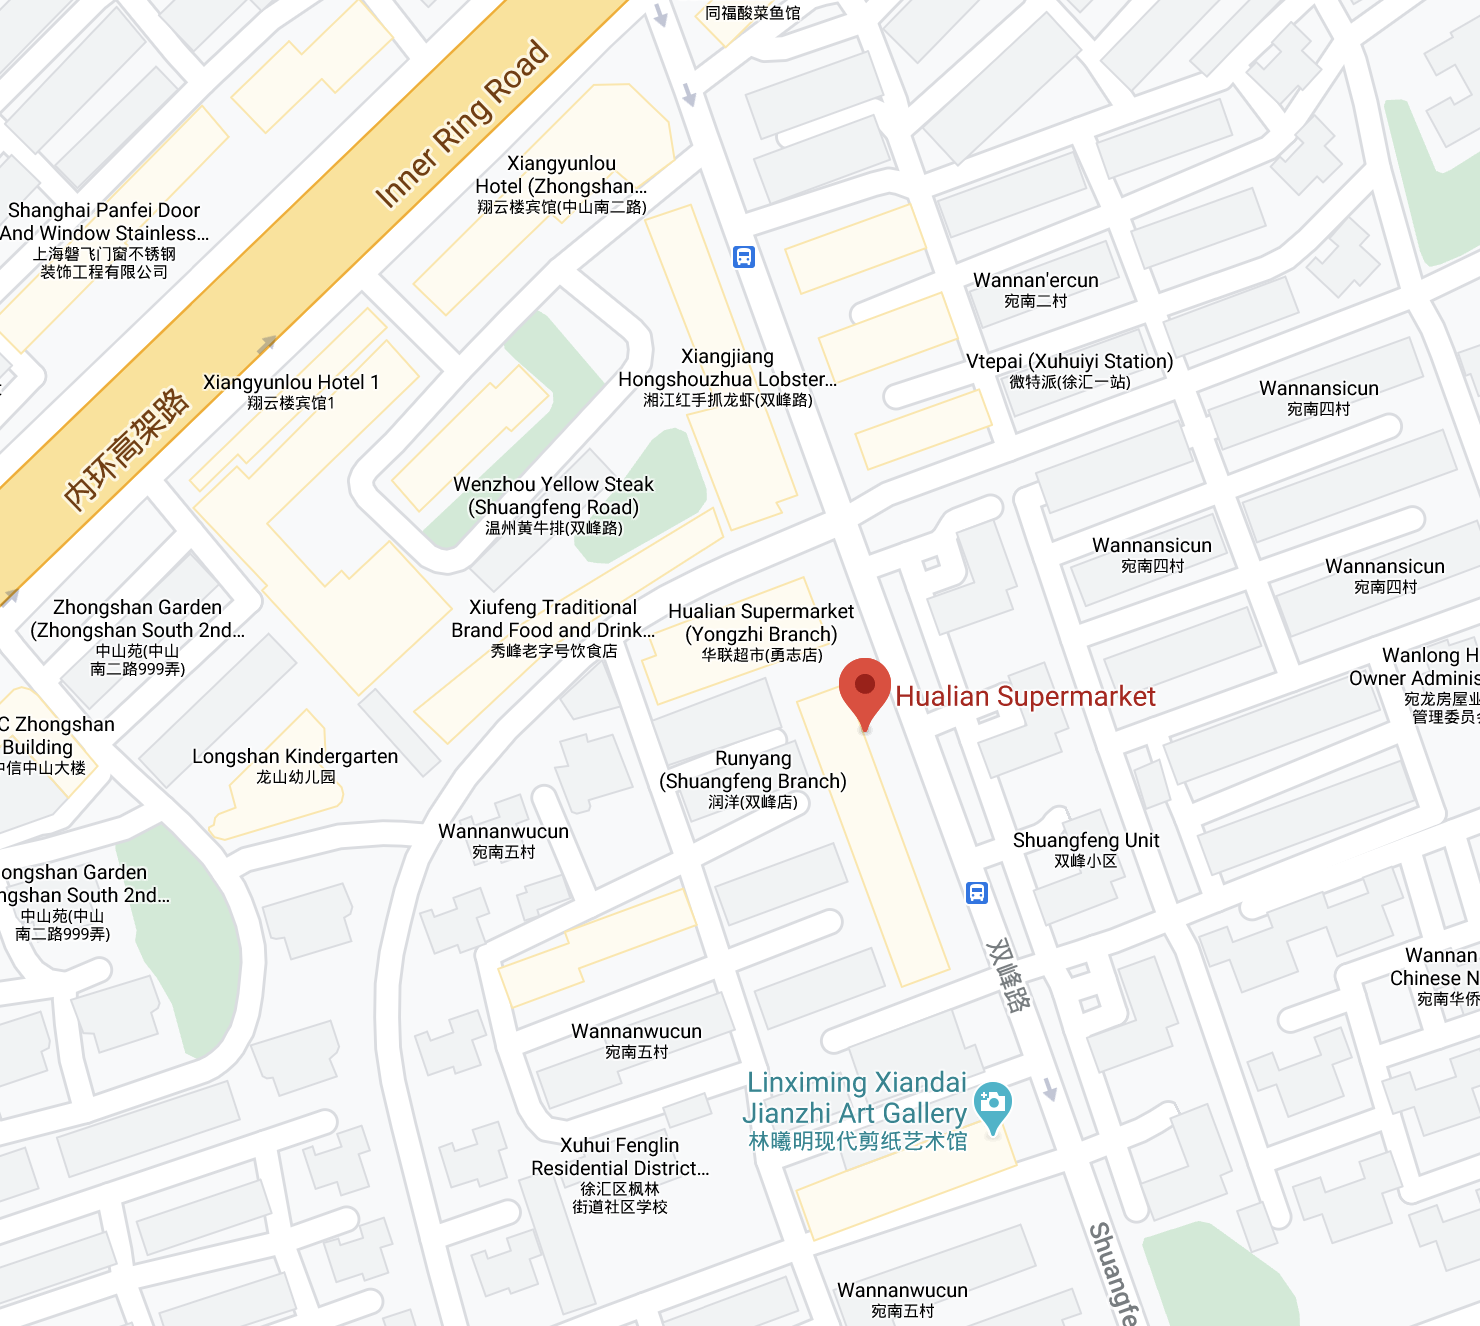 同福酸菜鱼馆
Inner Ring Road
Xiangyunlou
Hotel (Zhongshan...
翔云楼宾馆(中山南二路)
Shanghai Panfei Door
And Window Stainless...
上海磐飞门窗不锈钢
装饰工程有限公司
Wannan'ercun
宛南二村
Xiangjiang
Hongshouzhua Lobster...
湘江红手抓龙虾(双峰路)
Vtepai (Xuhuiyi Station)
微特派(徐汇一站)
Xiangyunlou Hotel 1
翔云楼宾馆1
Wannansicun
宛南四村
内环高架路
Wenzhou Yellow Steak
(Shuangfeng Road)
温州黄牛排(双峰路)
Wannansicun
宛南四村
Wannansicun
宛南四村
Zhongshan Garden
(Zhongshan South 2nd...
中山苑(中山
南二路999弄)
Xiufeng Traditional
Brand Food and Drink...
秀峰老字号饮食店
Hualian Supermarket
(Yongzhi Branch)
华联超市(勇志店)
Hualian Supermarket
Wanlong H
Owner Adminis
宛龙房屋业
管理委员会
C Zhongshan
Building
中信中山大楼
Longshan Kindergarten
龙山幼儿园
Runyang
(Shuangfeng Branch)
润洋(双峰店)
Wannanwucun
宛南五村
Shuangfeng Unit
双峰小区
ongshan Garden
ngshan South 2nd...
中山苑(中山
南二路999弄)
双峰路
Wannan
Chinese N
宛南华侨
Wannanwucun
宛南五村
Linximing Xiandai
Jianzhi Art Gallery
林曦明现代剪纸艺术馆
Xuhui Fenglin
Residential District...
徐汇区枫林
街道社区学校
Shuangfe
Wannanwucun
宛南五村